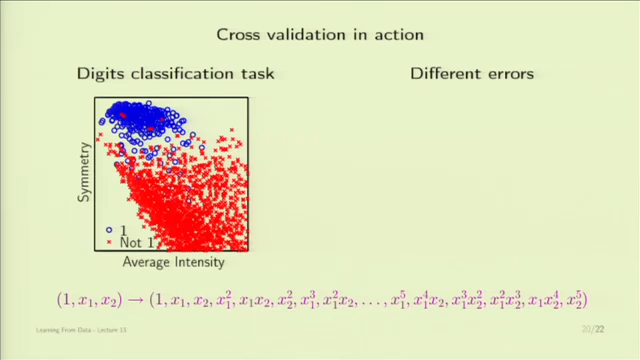 Cross validation in action
Digits classification task
Different errors
Symmetry
1
Not 1
Average Intensity
(1, x₁, x₂) → (1, x₁, x₂, x₁², x₁x₂, x₂², x₁³, x₁²x₂, . . . , x₁⁵, x₁⁴x₂, x₁³x₂², x₁²x₂³, x₁x₂⁴, x₂⁵)
Learning From Data - Lecture 13
20/22